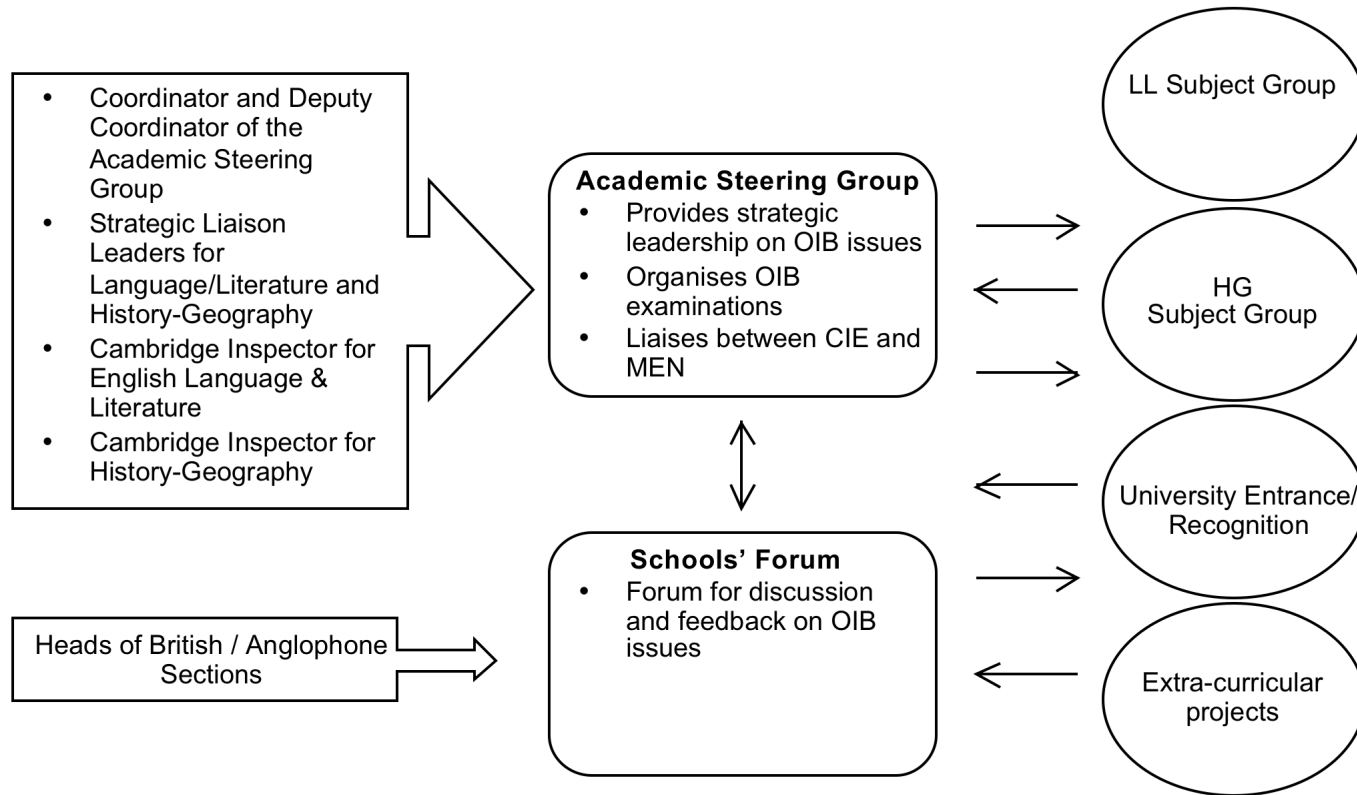 • Coordinator and Deputy
Coordinator of the
Academic Steering
Group
• Strategic Liaison
Leaders for
Language/Literature and
History-Geography
• Cambridge Inspector for
English Language &
Literature
• Cambridge Inspector for
History-Geography
Heads of British / Anglophone
Sections
Academic Steering Group
• Provides strategic
leadership on OIB issues
• Organises OIB
examinations
• Liaises between CIE and
MEN
Schools’ Forum
• Forum for discussion
and feedback on OIB
issues
LL Subject Group
HG
Subject Group
University Entrance/
Recognition
Extra-curricular
projects